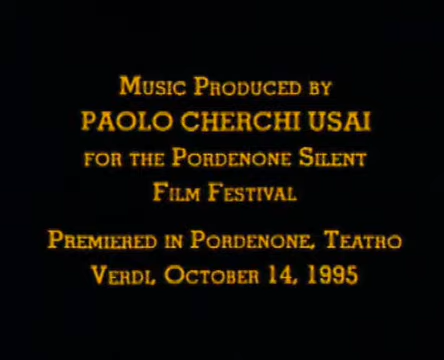 Music Produced by
PAOLO CHERCHI USAI
for the Pordenone Silent
Film Festival
Premiered in Pordenone, Teatro
Verdi, October 14, 1995